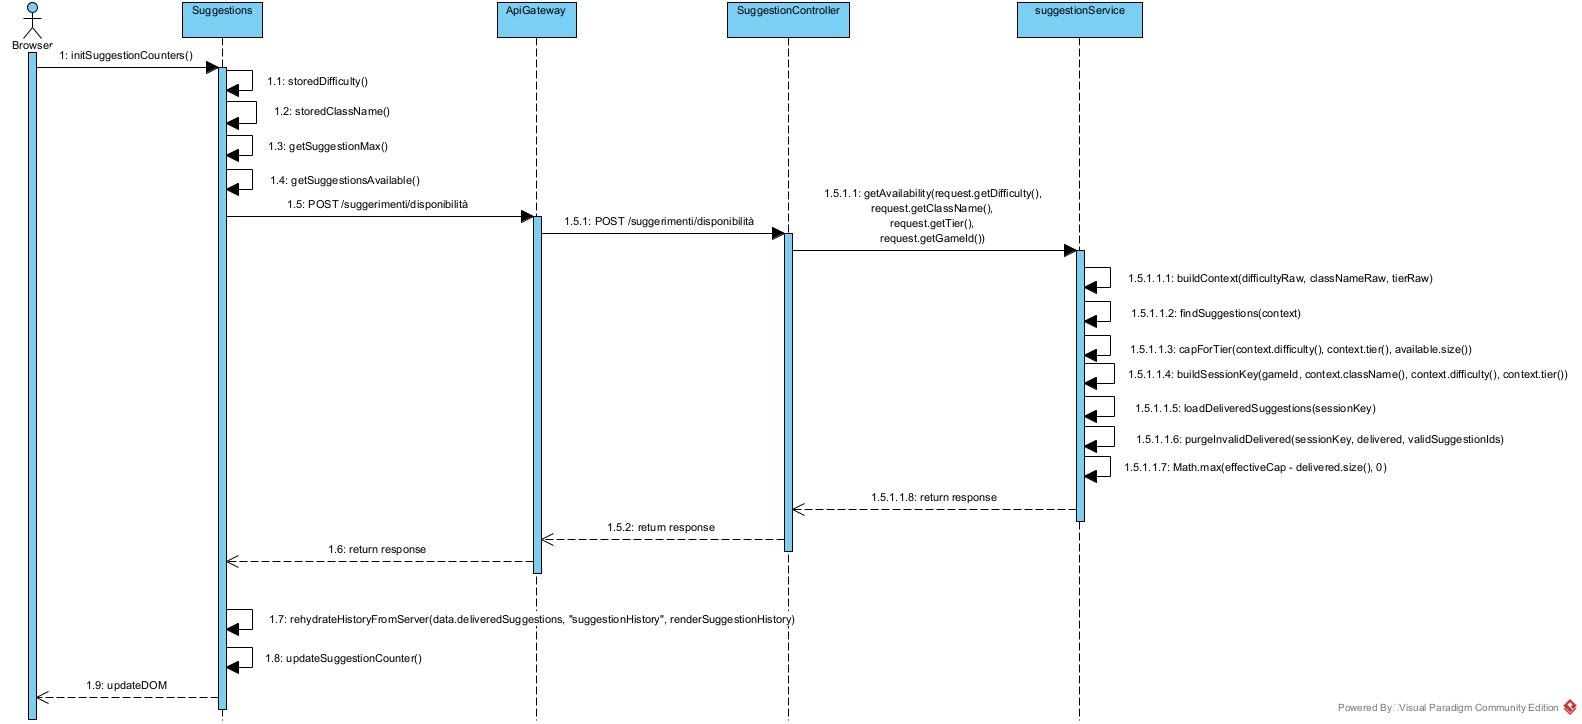 Suggestions
ApiGateway
SuggestionController
suggestionService
Browser
1: initSuggestionCounters()
1.1: storedDifficulty()
1.2: storedClassName()
1.3: getSuggestionMax()
1.4: getSuggestionsAvailable()
1.5: POST /suggerimenti/disponibilità
1.5.1: POST /suggerimenti/disponibilità
1.5.1.1: getAvailability(request.getDifficulty(),
request.getClassName(),
request.getTier(),
request.getGameId())
1.5.1.1.1: buildContext(difficultyRaw, classNameRaw, tierRaw)
1.5.1.1.2: findSuggestions(context)
1.5.1.1.3: capForTier(context.difficulty(), context.tier(), available.size())
1.5.1.1.4: buildSessionKey(gameId, context.className(), context.difficulty(), context.tier())
1.5.1.1.5: loadDeliveredSuggestions(sessionKey)
1.5.1.1.6: purgeInvalidDelivered(sessionKey, delivered, validSuggestionIds)
1.5.1.1.7: Math.max(effectiveCap - delivered.size(), 0)
1.5.1.1.8: return response
1.5.2: return response
1.6: return response
1.7: rehydrateHistoryFromServer(data.deliveredSuggestions, "suggestionHistory", renderSuggestionHistory)
1.8: updateSuggestionCounter()
1.9: updateDOM
Powered By Visual Paradigm Community Edition